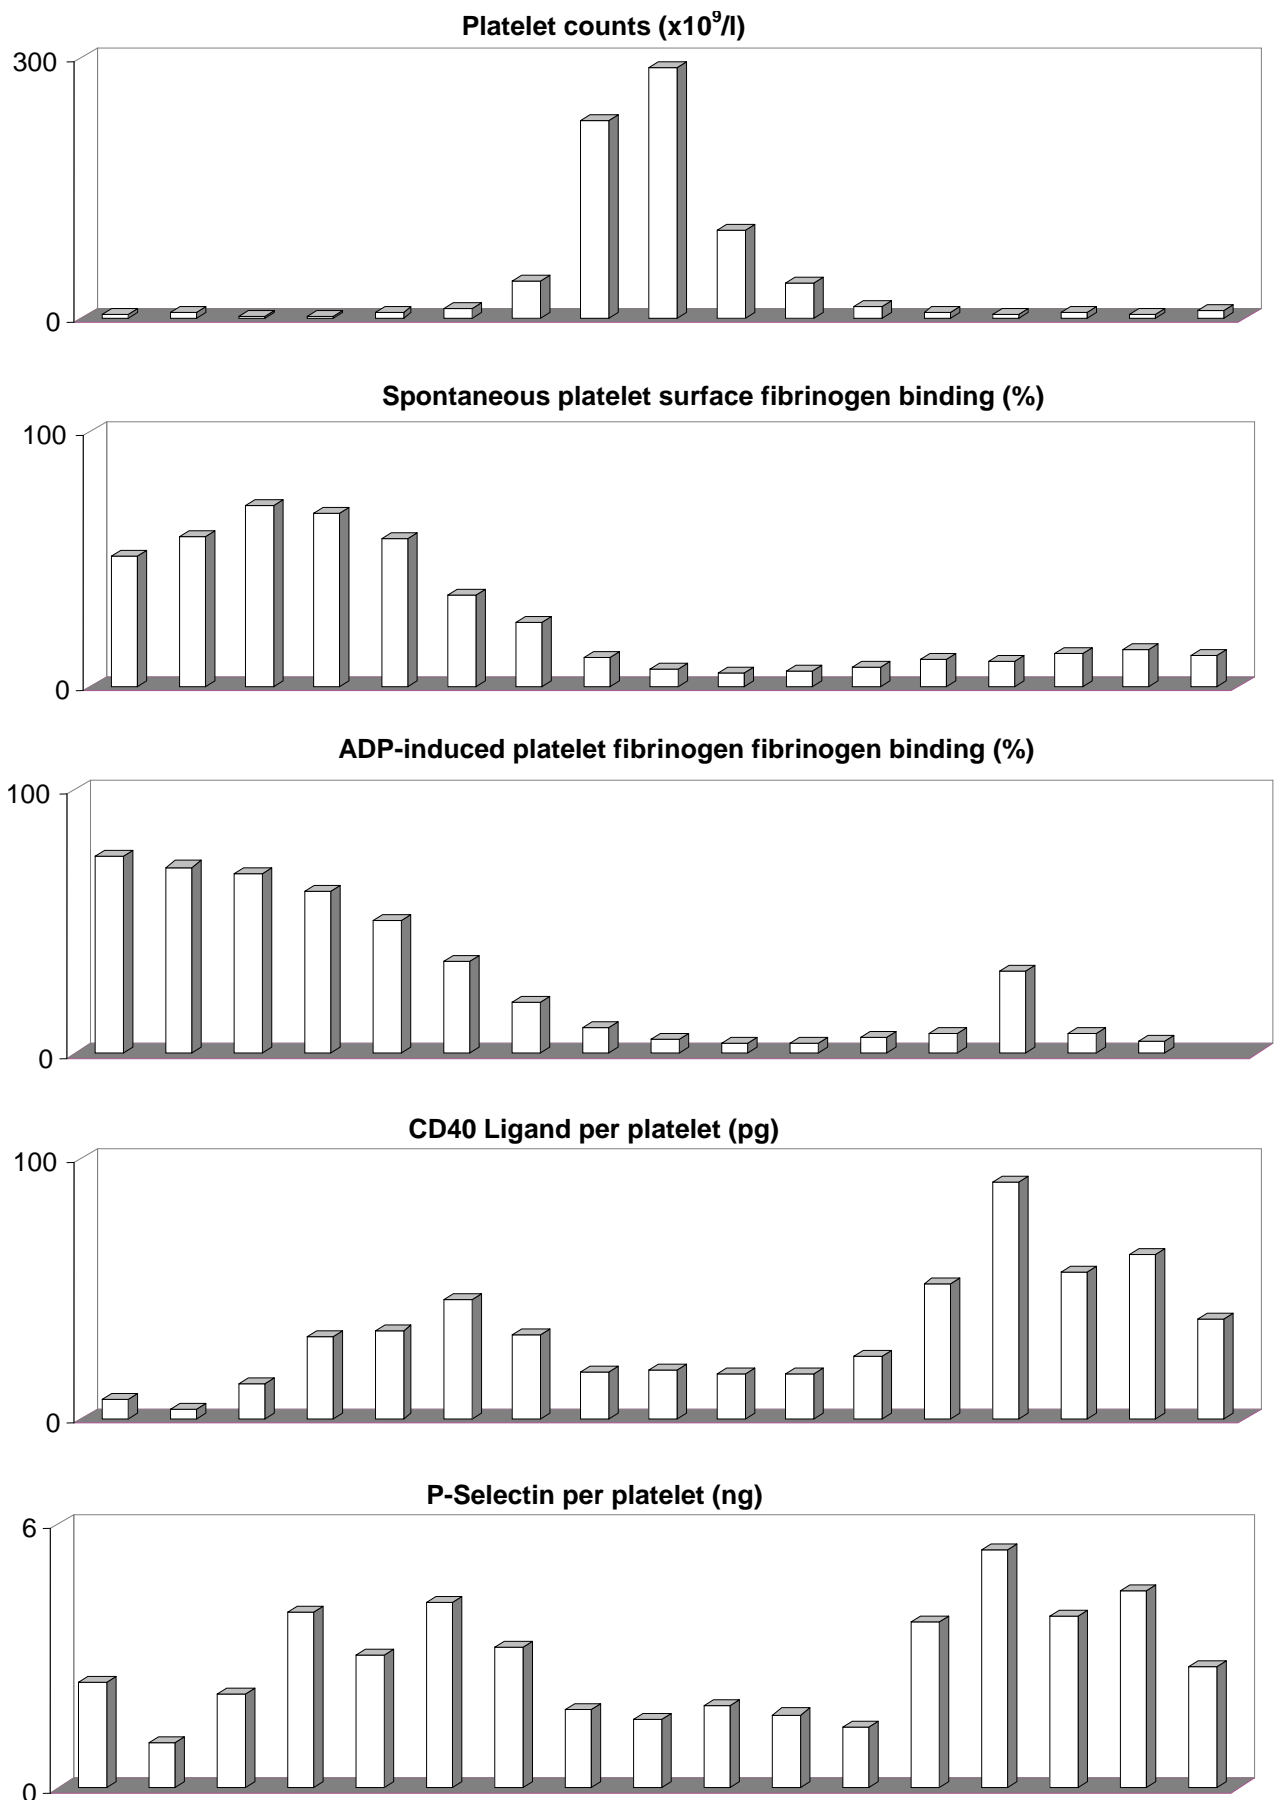 Platelet counts (x10⁹/l)
300
0
Spontaneous platelet surface fibrinogen binding (%)
100
0
ADP-induced platelet fibrinogen fibrinogen binding (%)
100
0
CD40 Ligand per platelet (pg)
100
0
P-Selectin per platelet (ng)
6
0